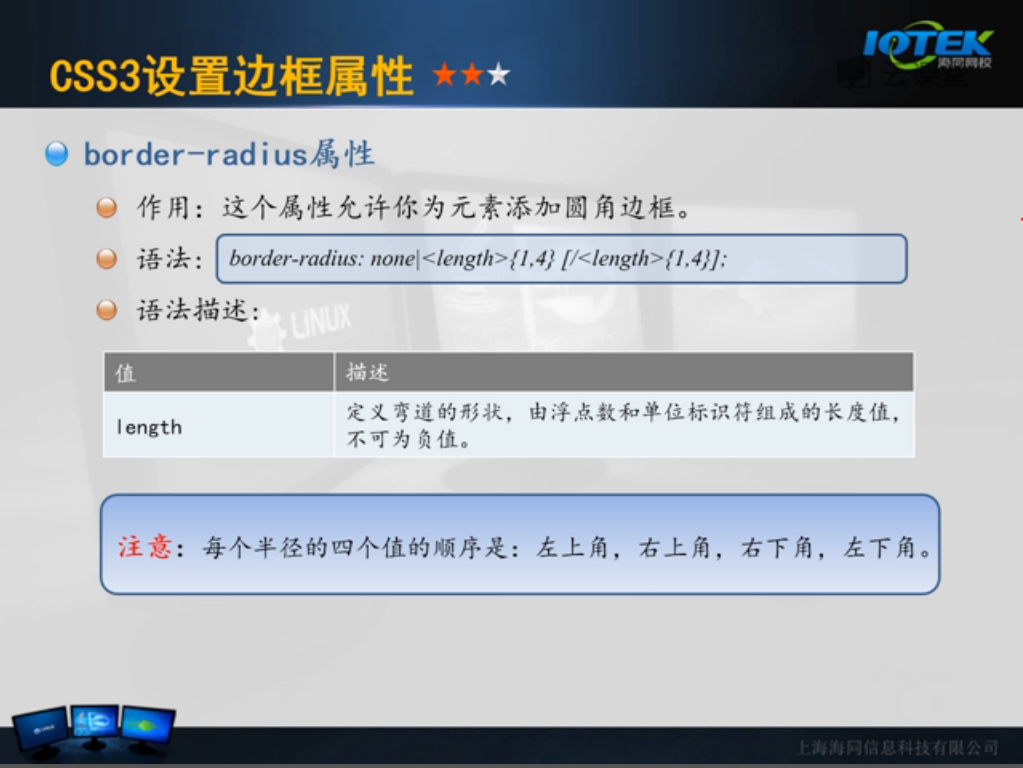 IOTEK
海同网校
云课堂
CSS3设置边框属性
border-radius属性
作用：这个属性允许你为元素添加圆角边框。
语法：
border-radius: none|<length>{1,4} [/<length>{1,4}];
语法描述：
LINUX
值 描述
length 定义弯道的形状，由浮点数和单位标识符组成的长度值，
不可为负值。
注意：每个半径的四个值的顺序是：左上角，右上角，右下角，左下角。
上海海同信息科技有限公司